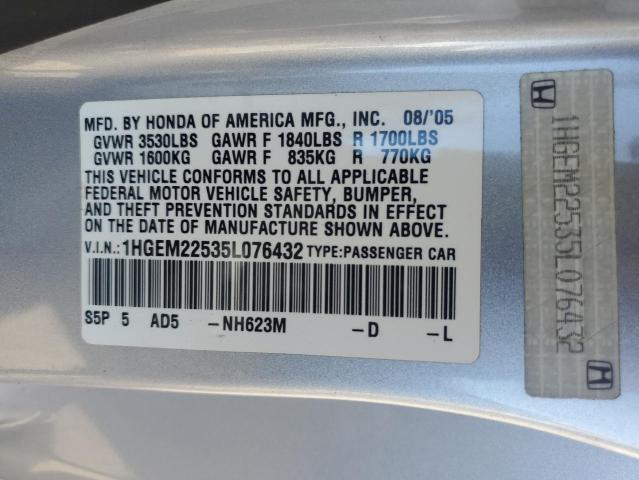 MFD. BY HONDA OF AMERICA MFG., INC. 08/'05
GVWR 3530LBS GAWR F 1840LBS R 1700LBS
GVWR 1600KG GAWR F 835KG R 770KG
THIS VEHICLE CONFORMS TO ALL APPLICABLE
FEDERAL MOTOR VEHICLE SAFETY, BUMPER,
AND THEFT PREVENTION STANDARDS IN EFFECT
ON THE DATE OF MANUFACTURE SHOWN ABOVE.
V.I.N.: 1HGEM22535L076432 TYPE: PASSENGER CAR
S5P 5 AD5 -NH623M -D -L
1HGEM22535L076432